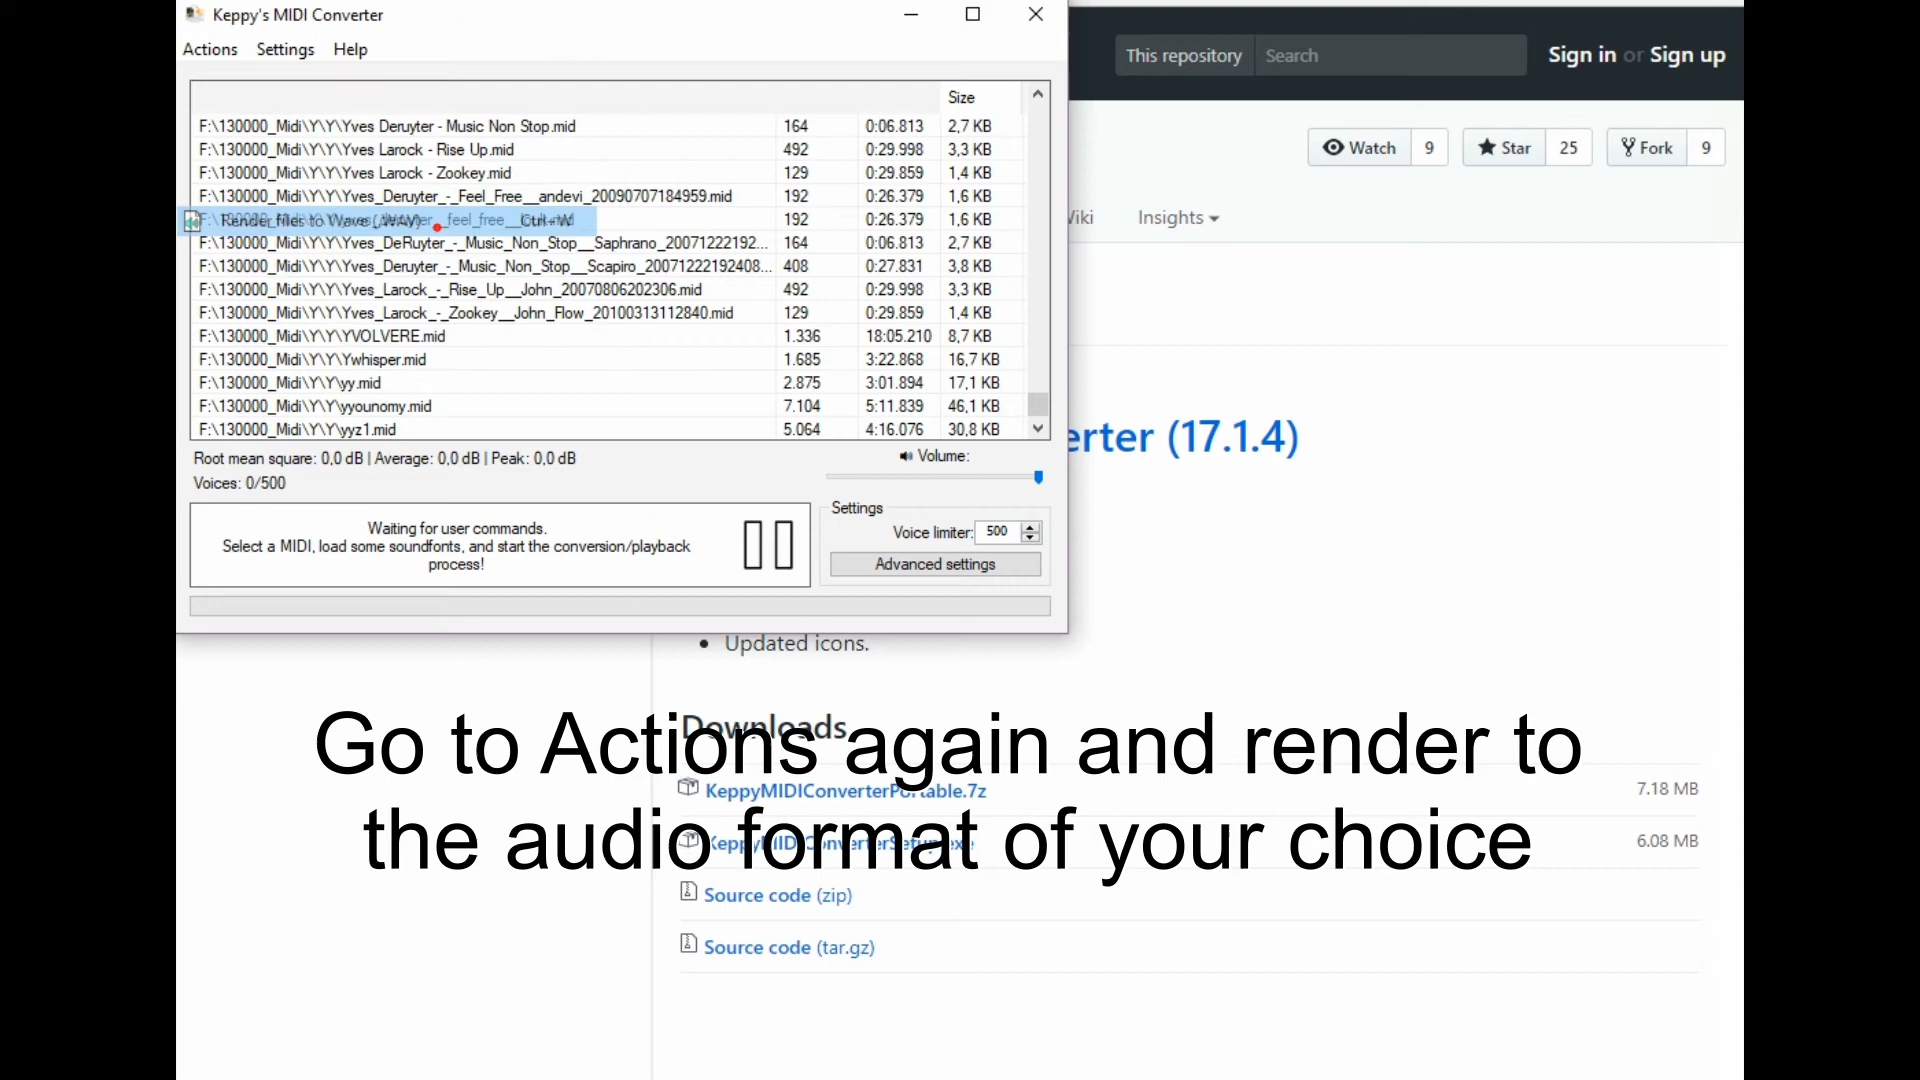 Keppy's MIDI Converter
Actions Settings Help
This repository Search Sign in or Sign up
Watch 9 Star 25 Fork 9
Insights
Size
F:\130000_Midi\Y\Y\Yves Deruyter - Music Non Stop.mid 164 0:06.813 2,7 KB
F:\130000_Midi\Y\Y\Yves Larock - Rise Up.mid 492 0:29.998 3,3 KB
F:\130000_Midi\Y\Y\Yves Larock - Zookey.mid 129 0:29.859 1,4 KB
F:\130000_Midi\Y\Y\Yves_Deruyter_-_Feel_Free__andevi_20090707184959.mid 192 0:26.379 1,6 KB
Render files to Wave (.WAV) Ctrl+W 192 0:26.379 1,6 KB
F:\130000_Midi\Y\Y\Yves_DeRuyter_-_Music_Non_Stop__Saphrano_20071222192... 164 0:06.813 2,7 KB
F:\130000_Midi\Y\Y\Yves_Deruyter_-_Music_Non_Stop__Scapiro_20071222192408... 408 0:27.831 3,8 KB
F:\130000_Midi\Y\Y\Yves_Larock_-_Rise_Up__John_20070806202306.mid 492 0:29.998 3,3 KB
F:\130000_Midi\Y\Y\Yves_Larock_-_Zookey__John_Flow_20100313112840.mid 129 0:29.859 1,4 KB
F:\130000_Midi\Y\Y\YVOLVERE.mid 1.336 18:05.210 8,7 KB
F:\130000_Midi\Y\Y\Ywhisper.mid 1.685 3:22.868 16,7 KB
F:\130000_Midi\Y\Y\yy.mid 2.875 3:01.894 17,1 KB
F:\130000_Midi\Y\Y\yyounomy.mid 7.104 5:11.839 46,1 KB
F:\130000_Midi\Y\Y\yyz1.mid 5.064 4:16.076 30,8 KB
erter (17.1.4)
Root mean square: 0,0 dB | Average: 0,0 dB | Peak: 0,0 dB
Volume:
Voices: 0/500
Settings
Voice limiter: 500
Advanced settings
Waiting for user commands.
Select a MIDI, load some soundfonts, and start the conversion/playback
process!
Updated icons.
Downloads
Go to Actions again and render to
KeppyMIDIConverterPortable.7z 7.18 MB
the audio format of your choice
KeppyMIDIConverterSetup.exe 6.08 MB
Source code (zip)
Source code (tar.gz)